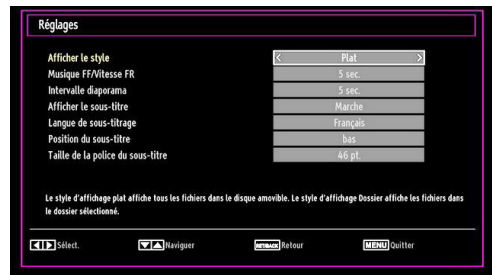 Réglages
Afficher le style < Plat >
Musique FF/Vitesse FR 5 sec.
Intervalle diaporama 5 sec.
Afficher le sous-titre Marche
Langue de sous-titrage Français
Position du sous-titre bas
Taille de la police du sous-titre 46 pt.
Le style d'affichage plat affiche tous les fichiers dans le disque amovible. Le style d'affichage Dossier affiche les fichiers dans
le dossier sélectionné.
Sélect. Naviguer RET/BACK Retour MENU Quitter